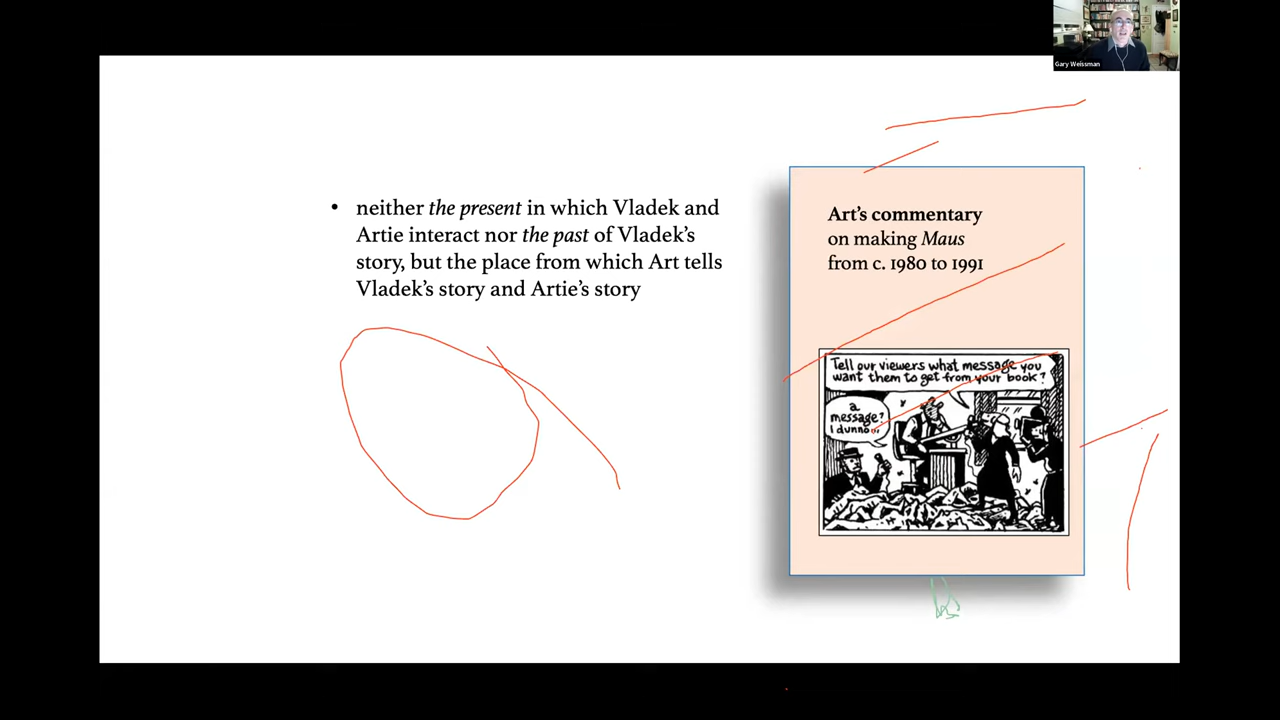 Gary Weissman
• neither the present in which Vladek and
Artie interact nor the past of Vladek's
story, but the place from which Art tells
Vladek's story and Artie's story
Art's commentary
on making Maus
from c. 1980 to 1991
Tell our viewers what message you
want them to get from your book?
a
message?
I dunno...